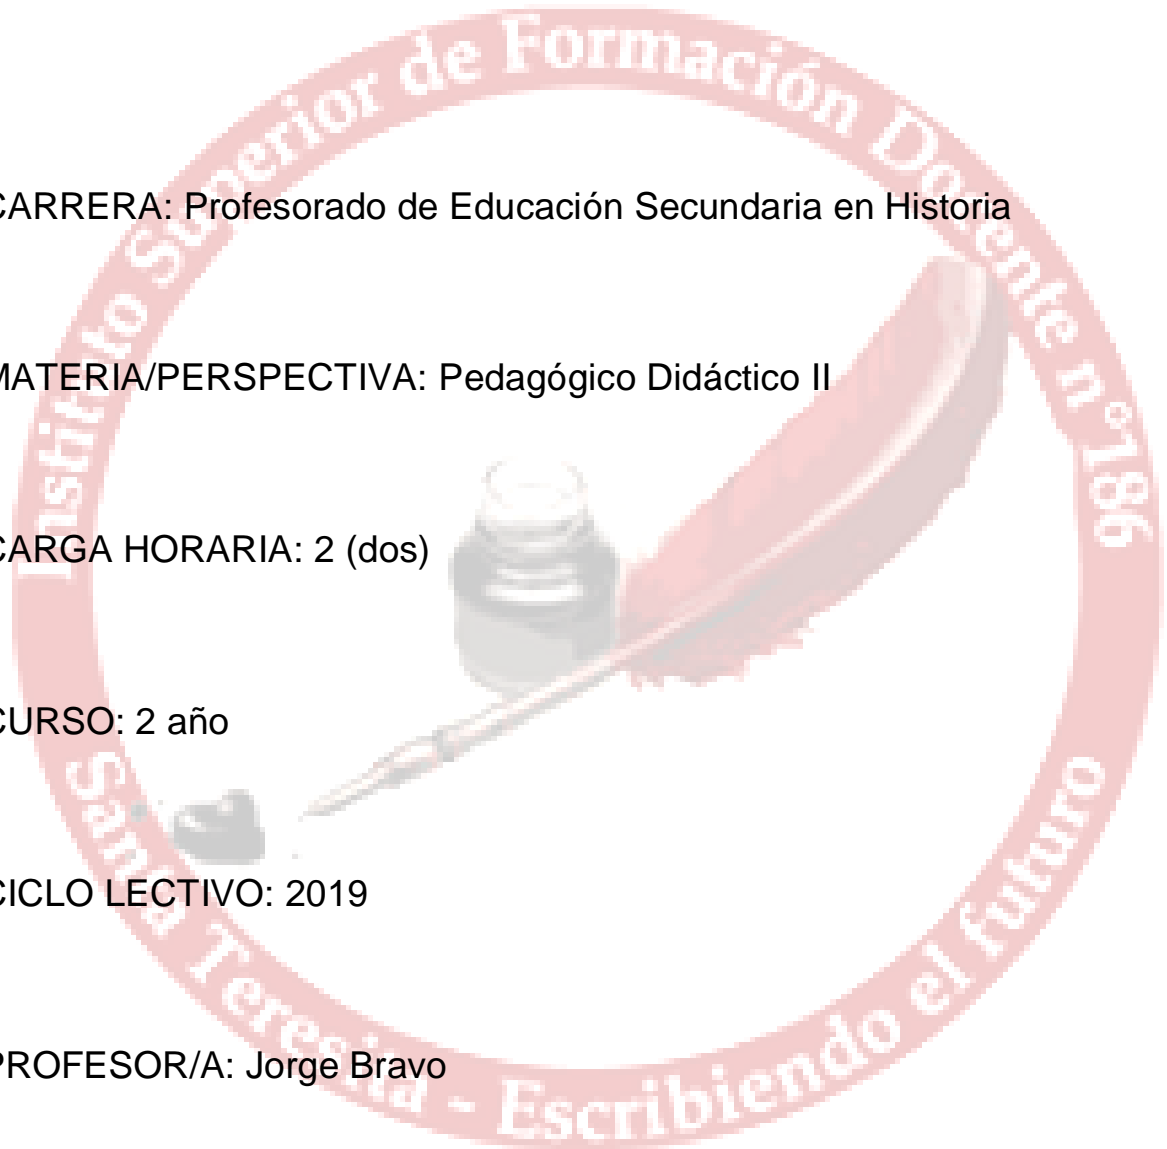 Instituto Superior de Formación Docente n°186
CARRERA: Profesorado de Educación Secundaria en Historia
MATERIA/PERSPECTIVA: Pedagógico Didáctico II
CARGA HORARIA: 2 (dos)
CURSO: 2 año
CICLO LECTIVO: 2019
PROFESOR/A: Jorge Bravo
Santa Teresita - Escribiendo el futuro